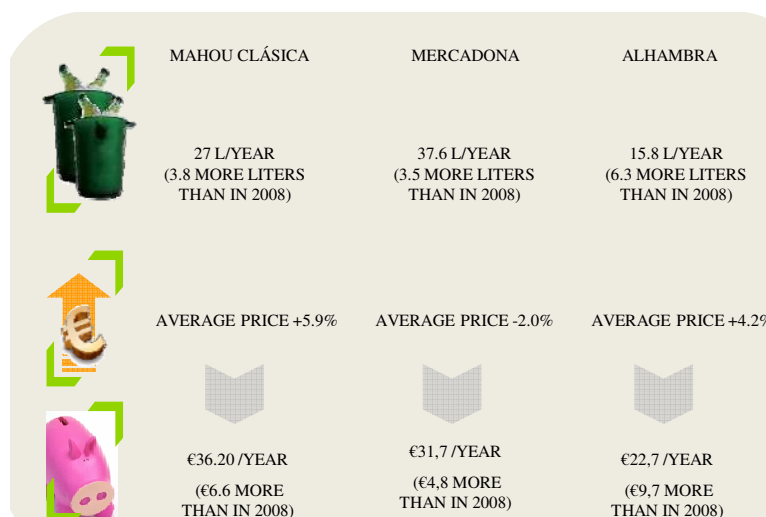 MAHOU CLÁSICA
MERCADONA
ALHAMBRA
27 L/YEAR
(3.8 MORE LITERS
THAN IN 2008)
37.6 L/YEAR
(3.5 MORE LITERS
THAN IN 2008)
15.8 L/YEAR
(6.3 MORE LITERS
THAN IN 2008)
AVERAGE PRICE +5.9%
AVERAGE PRICE -2.0%
AVERAGE PRICE +4.2%
€36.20 /YEAR
(€6.6 MORE
THAN IN 2008)
€31,7 /YEAR
(€4,8 MORE
THAN IN 2008)
€22,7 /YEAR
(€9,7 MORE
THAN IN 2008)